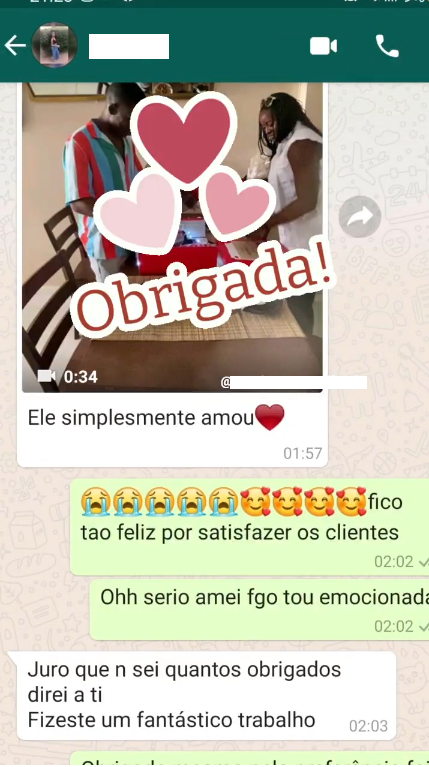 Obrigada!
0:34
@
Ele simplesmente amou❤️
01:57
😭😭😭😭😭🥰🥰🥰🥰fico
tao feliz por satisfazer os clientes
02:02
Ohh serio amei fgo tou emocionada
02:02
Juro que n sei quantos obrigados
direi a ti
Fizeste um fantástico trabalho
02:03